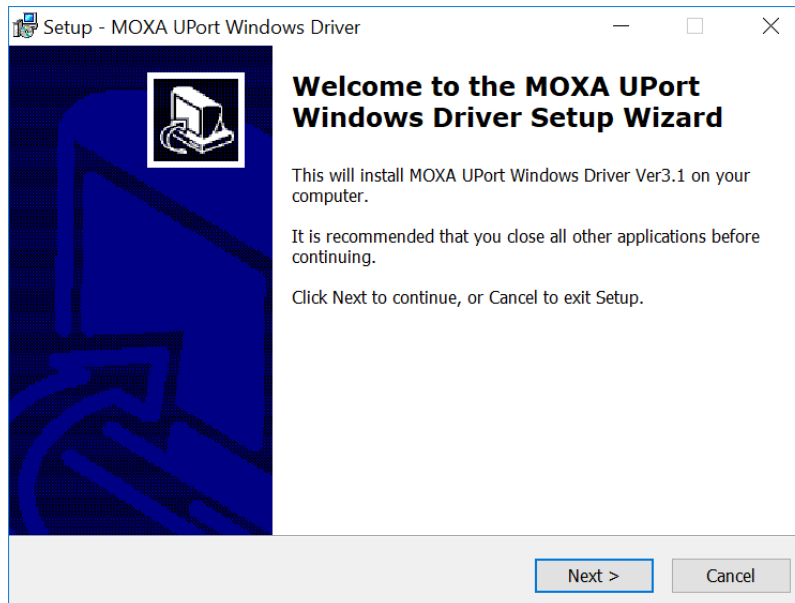 Setup - MOXA UPort Windows Driver
Welcome to the MOXA UPort
Windows Driver Setup Wizard
This will install MOXA UPort Windows Driver Ver3.1 on your
computer.
It is recommended that you close all other applications before
continuing.
Click Next to continue, or Cancel to exit Setup.
Next >
Cancel